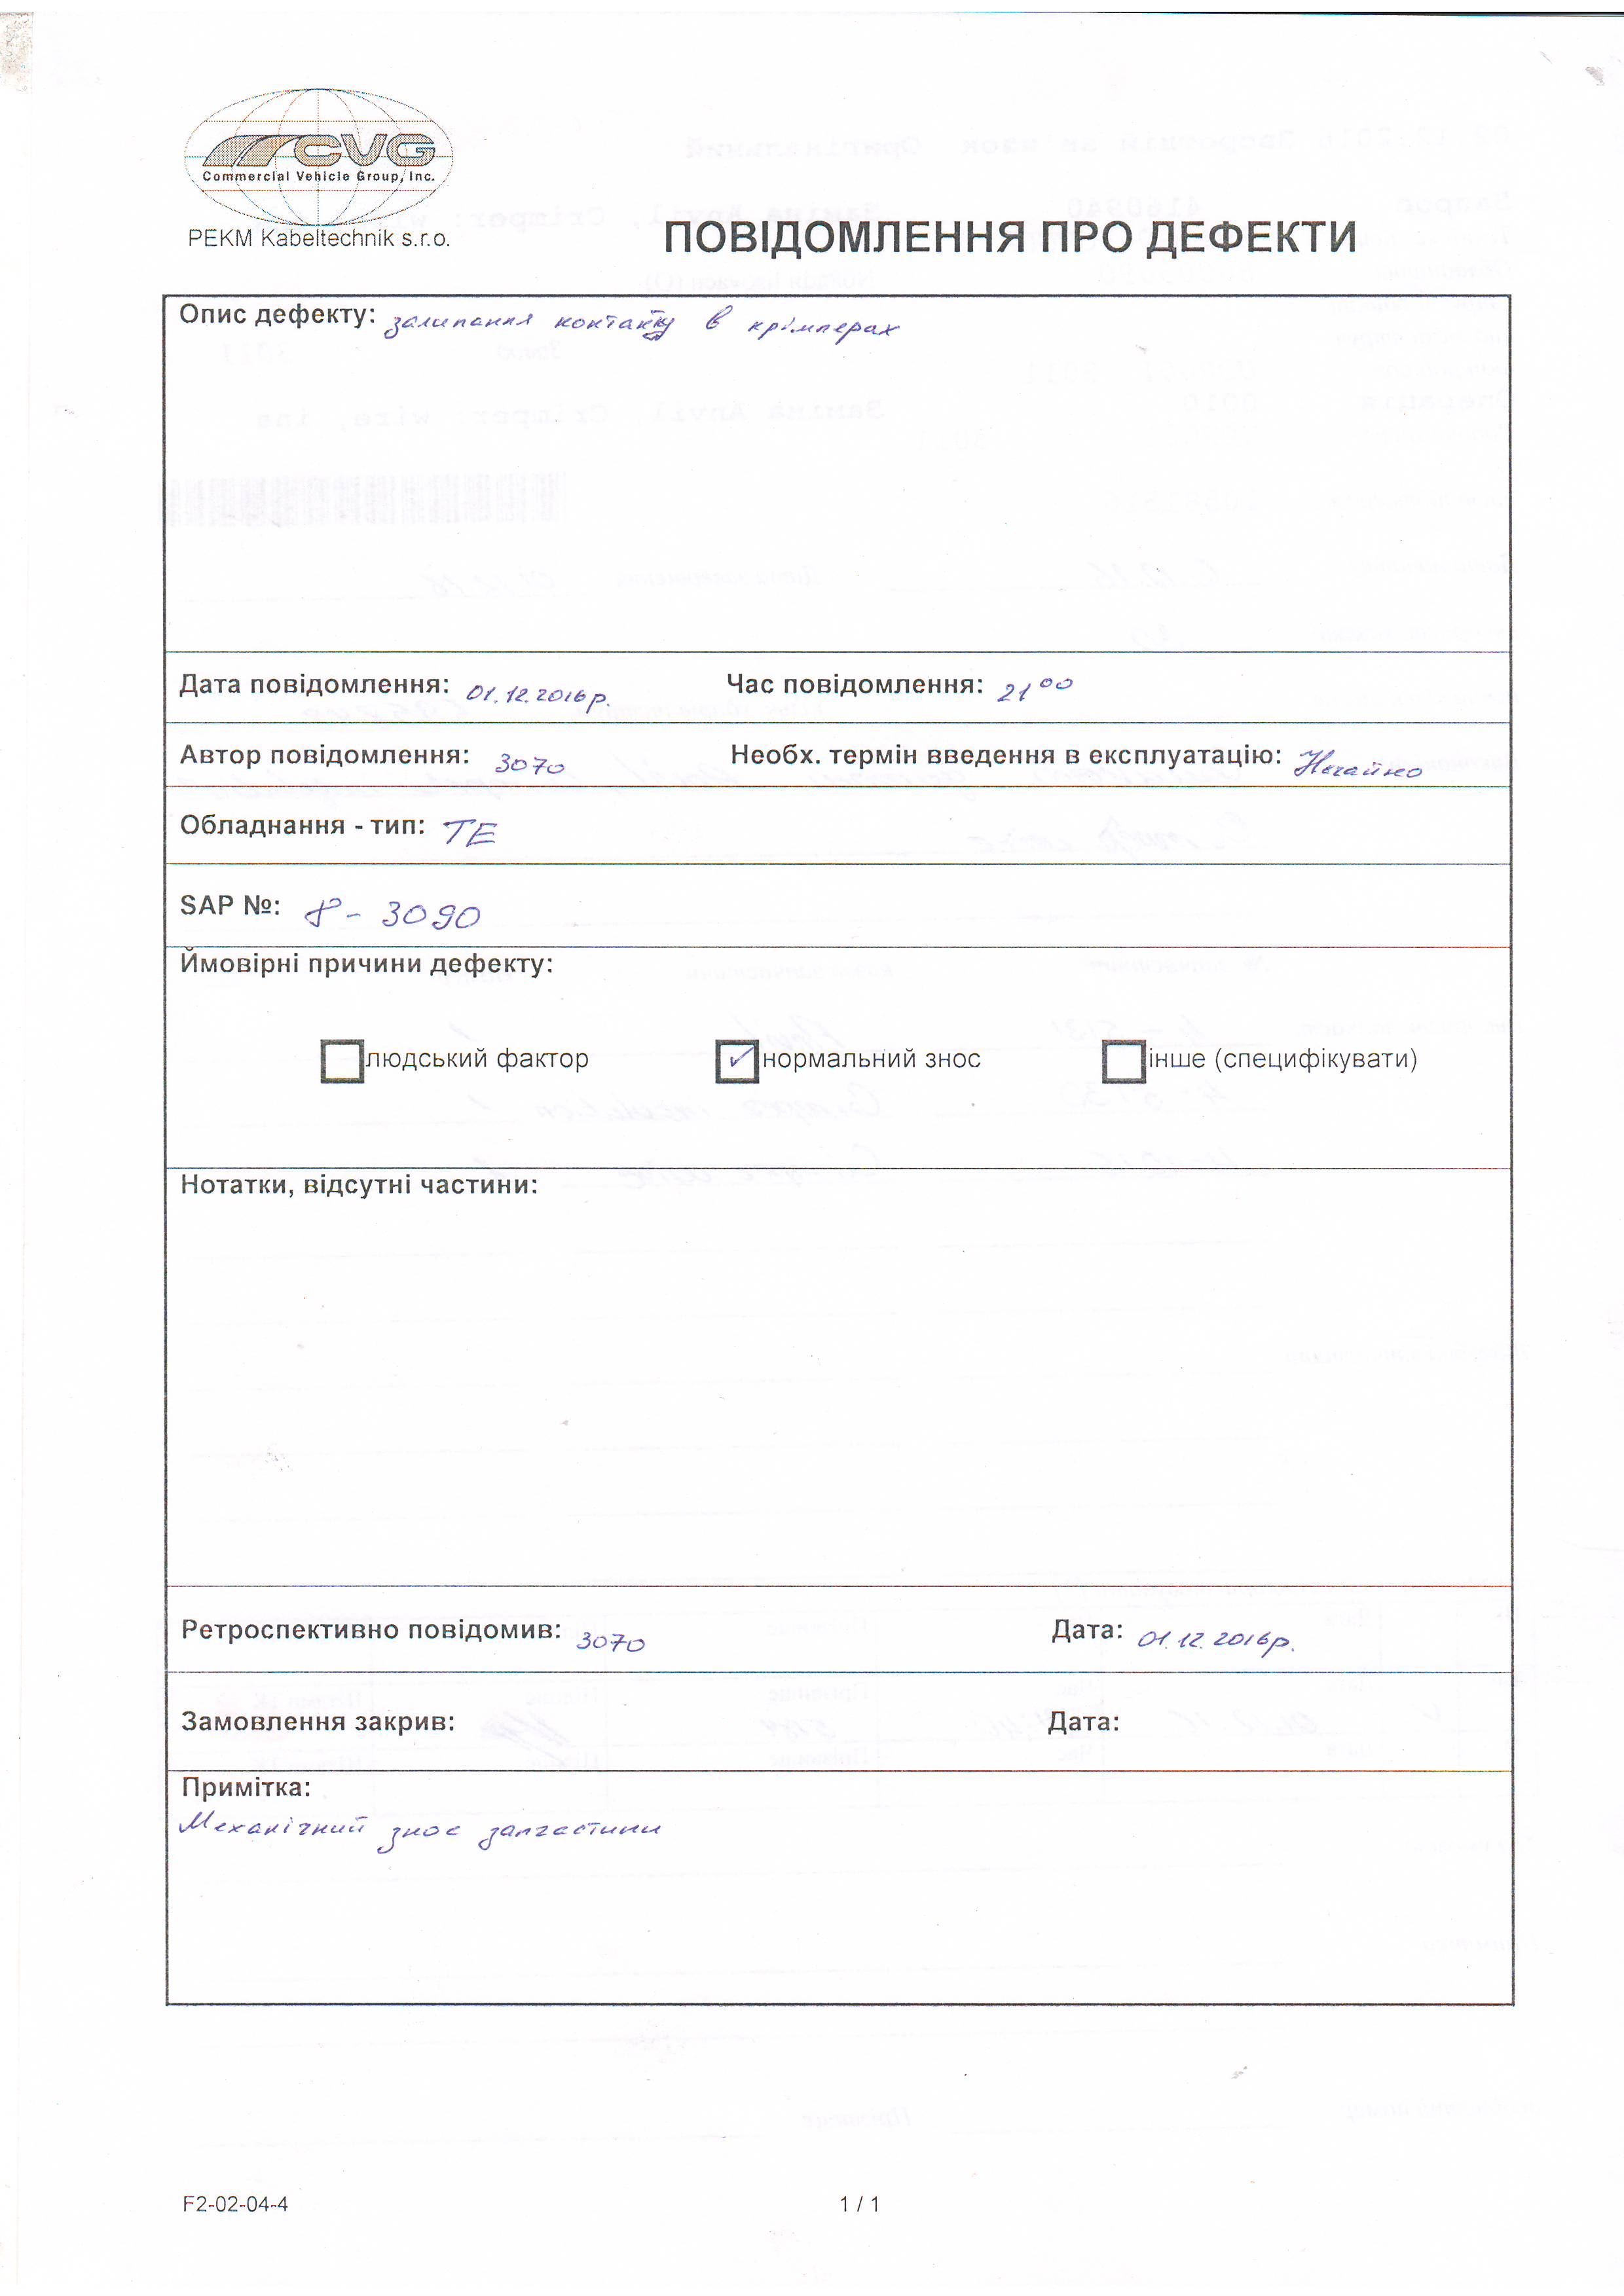 CVG
Commercial Vehicle Group, Inc.
PEKM Kabeltechnik s.r.o.
ПОВІДОМЛЕННЯ ПРО ДЕФЕКТИ
Опис дефекту: залипання контакту в крімперах
Дата повідомлення: 01.12.2016р. Час повідомлення: 21⁰⁰
Автор повідомлення: 3070 Необх. термін введення в експлуатацію: Негайно
Обладнання - тип: ТЕ
SAP №: 8- 3090
Ймовірні причини дефекту:
людський фактор ✓ нормальний знос інше (специфікувати)
Нотатки, відсутні частини:
Ретроспективно повідомив: 3070 Дата: 01.12.2016р.
Замовлення закрив: Дата:
Примітка:
Механічний знос запчастини
F2-02-04-4 1 / 1